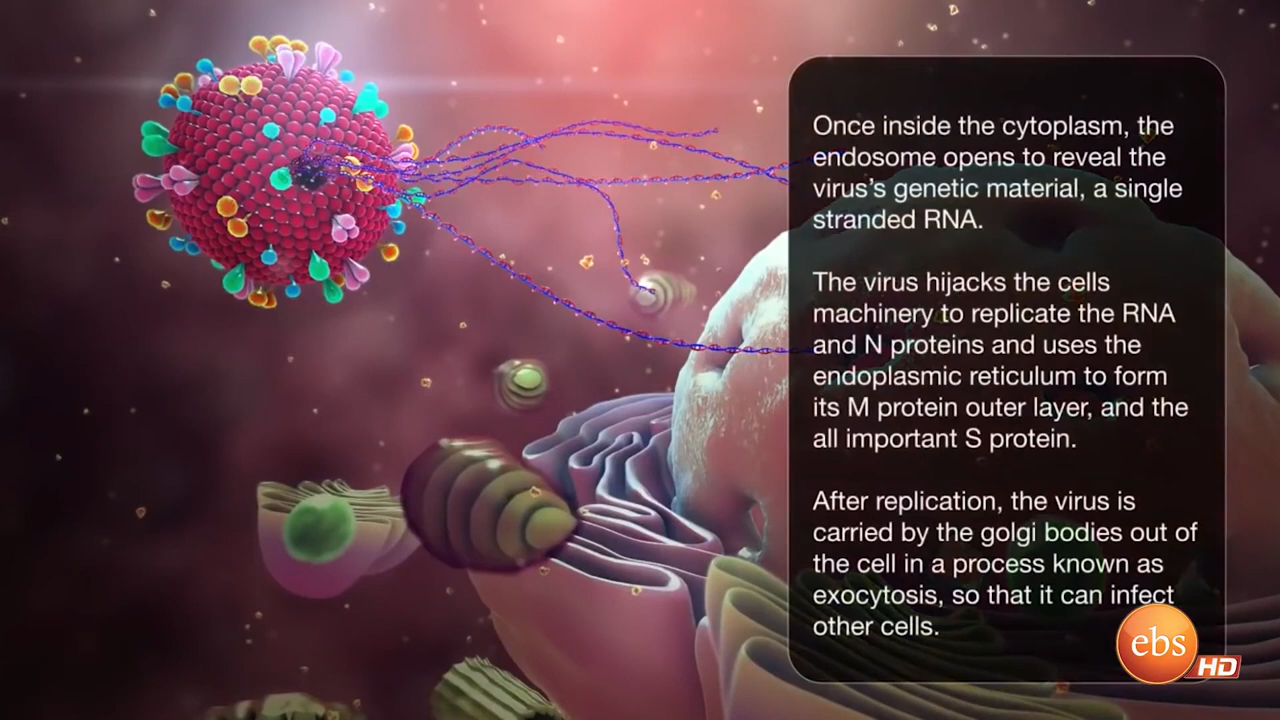 Once inside the cytoplasm, the
endosome opens to reveal the
virus's genetic material, a single
stranded RNA.
The virus hijacks the cells
machinery to replicate the RNA
and N proteins and uses the
endoplasmic reticulum to form
its M protein outer layer, and the
all important S protein.
After replication, the virus is
carried by the golgi bodies out of
the cell in a process known as
exocytosis, so that it can infect
other cells.
ebs
HD